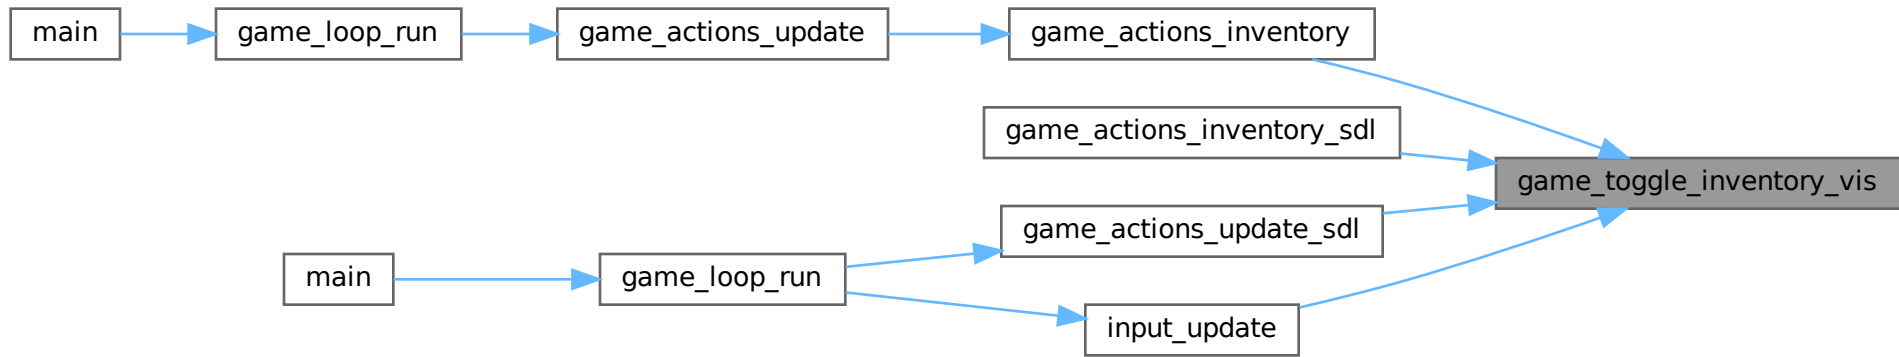 main
game_loop_run
game_actions_update
game_actions_inventory
game_actions_inventory_sdl
game_toggle_inventory_vis
game_actions_update_sdl
main
game_loop_run
input_update